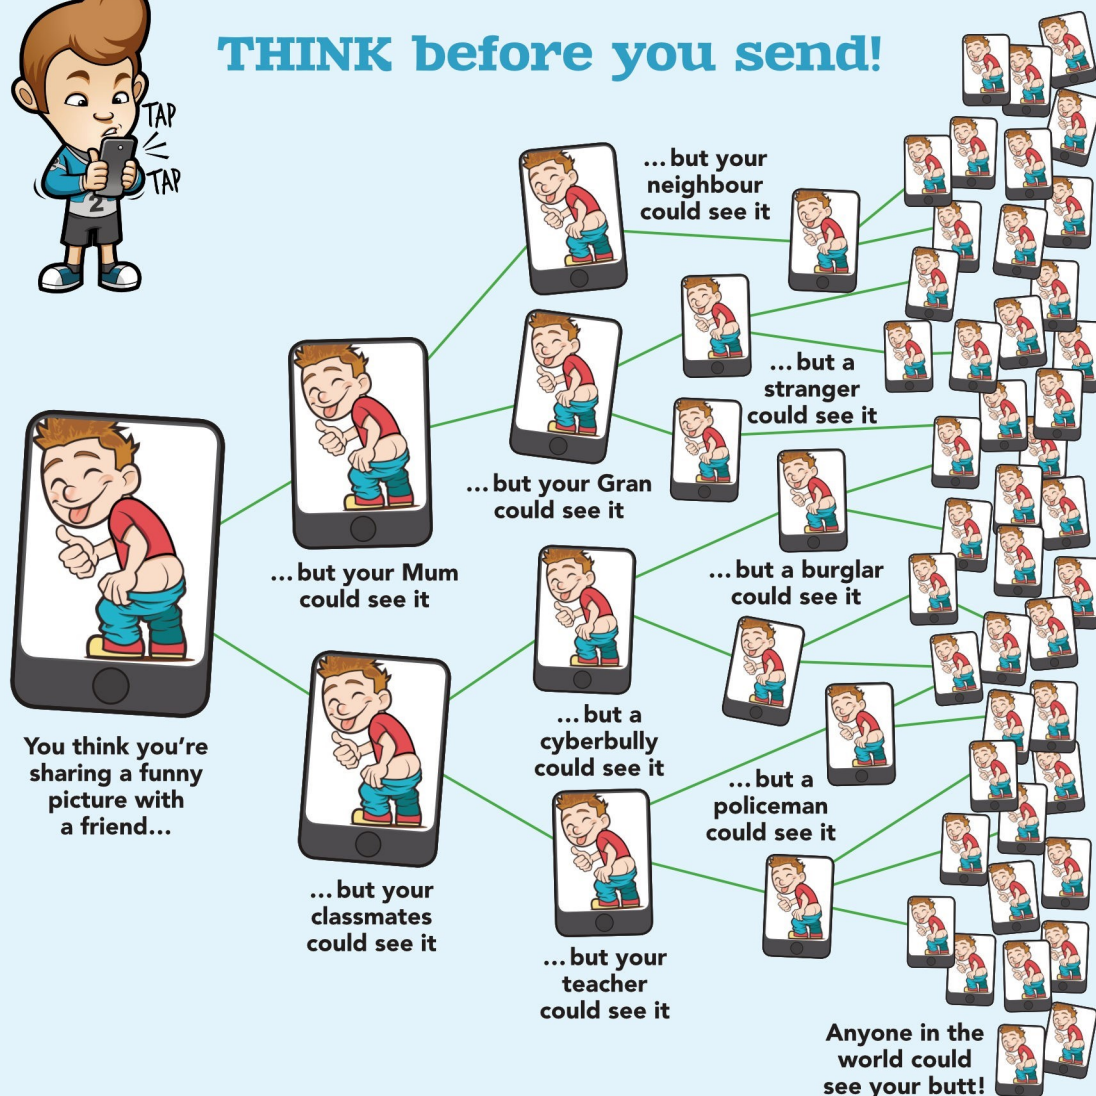 THINK before you send!
TAP
TAP
You think you're
sharing a funny
picture with
a friend...
...but your Mum
could see it
...but your
classmates
could see it
...but your
neighbour
could see it
...but your Gran
could see it
...but a
cyberbully
could see it
...but your
teacher
could see it
...but a
stranger
could see it
...but a burglar
could see it
...but a
policeman
could see it
Anyone in the
world could
see your butt!
2